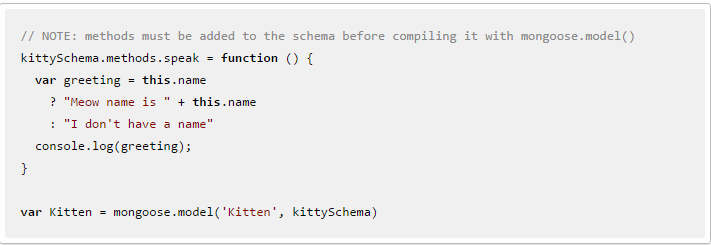 // NOTE: methods must be added to the schema before compiling it with mongoose.model()
kittySchema.methods.speak = function () {
  var greeting = this.name
    ? "Meow name is " + this.name
    : "I don't have a name"
  console.log(greeting);
}

var Kitten = mongoose.model('Kitten', kittySchema)